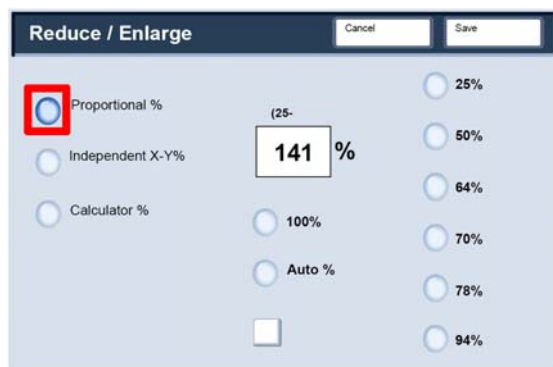 Reduce / Enlarge
Cancel
Save
Proportional %
Independent X-Y%
Calculator %
(25-
141 %
100%
Auto %
25%
50%
64%
70%
78%
94%